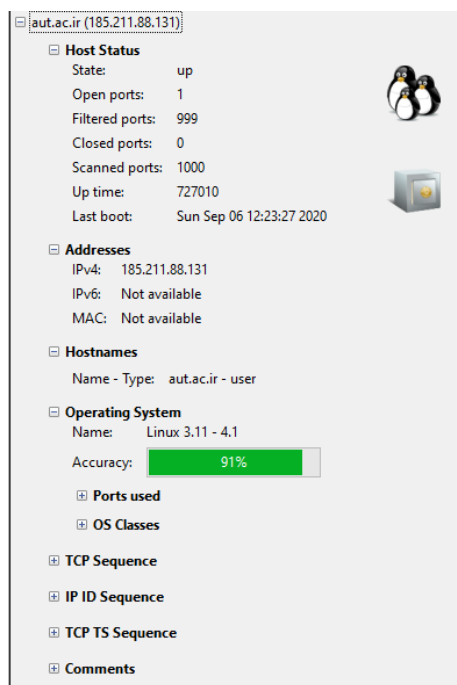 aut.ac.ir (185.211.88.131)
Host Status
State: up
Open ports: 1
Filtered ports: 999
Closed ports: 0
Scanned ports: 1000
Up time: 727010
Last boot: Sun Sep 06 12:23:27 2020
Addresses
IPv4: 185.211.88.131
IPv6: Not available
MAC: Not available
Hostnames
Name - Type: aut.ac.ir - user
Operating System
Name: Linux 3.11 - 4.1
Accuracy: 91%
Ports used
OS Classes
TCP Sequence
IP ID Sequence
TCP TS Sequence
Comments